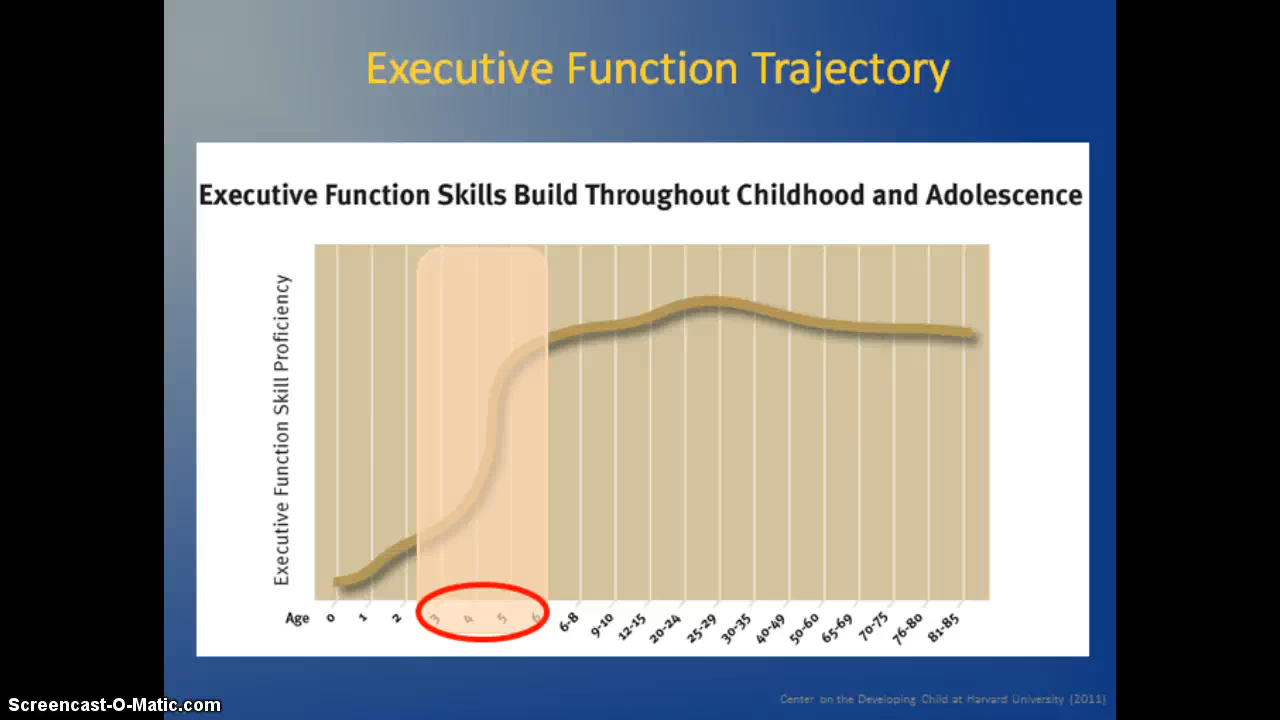 Executive Function Trajectory
Executive Function Skills Build Throughout Childhood and Adolescence
Executive Function Skill Proficiency
Age 0 1 2 3 4 5 6 6-8 9-10 12-15 20-24 25-29 30-35 40-49 50-60 65-69 70-75 76-80 81-85
Center on the Developing Child at Harvard University (2011)
Screencast-O-Matic.com